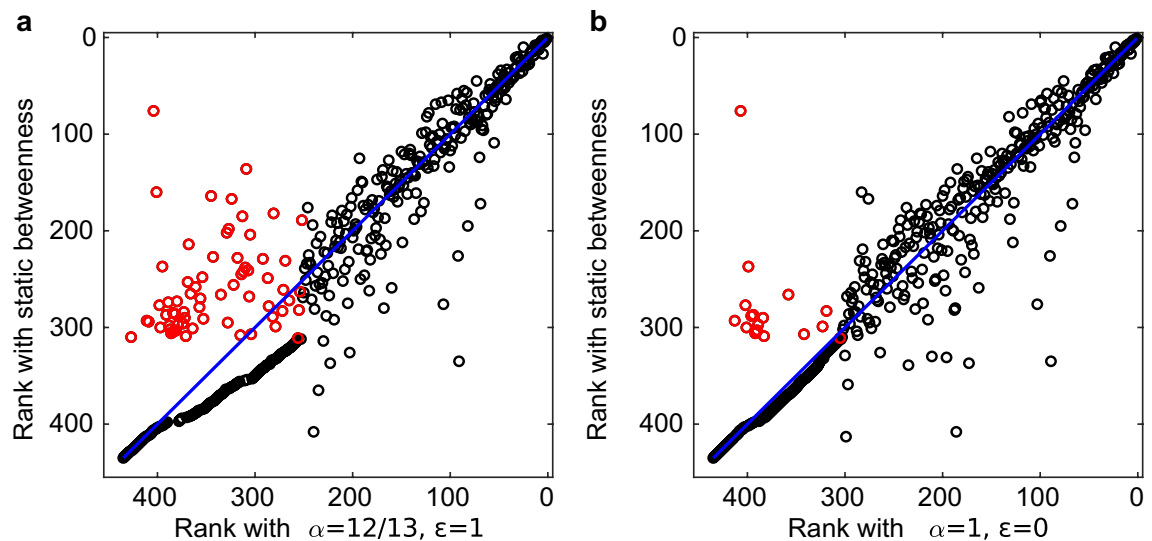 a
0
100
200
300
400
Rank with static betweenness
400 300 200 100 0
Rank with α=12/13, ε=1
b
0
100
200
300
400
Rank with static betweenness
400 300 200 100 0
Rank with α=1, ε=0